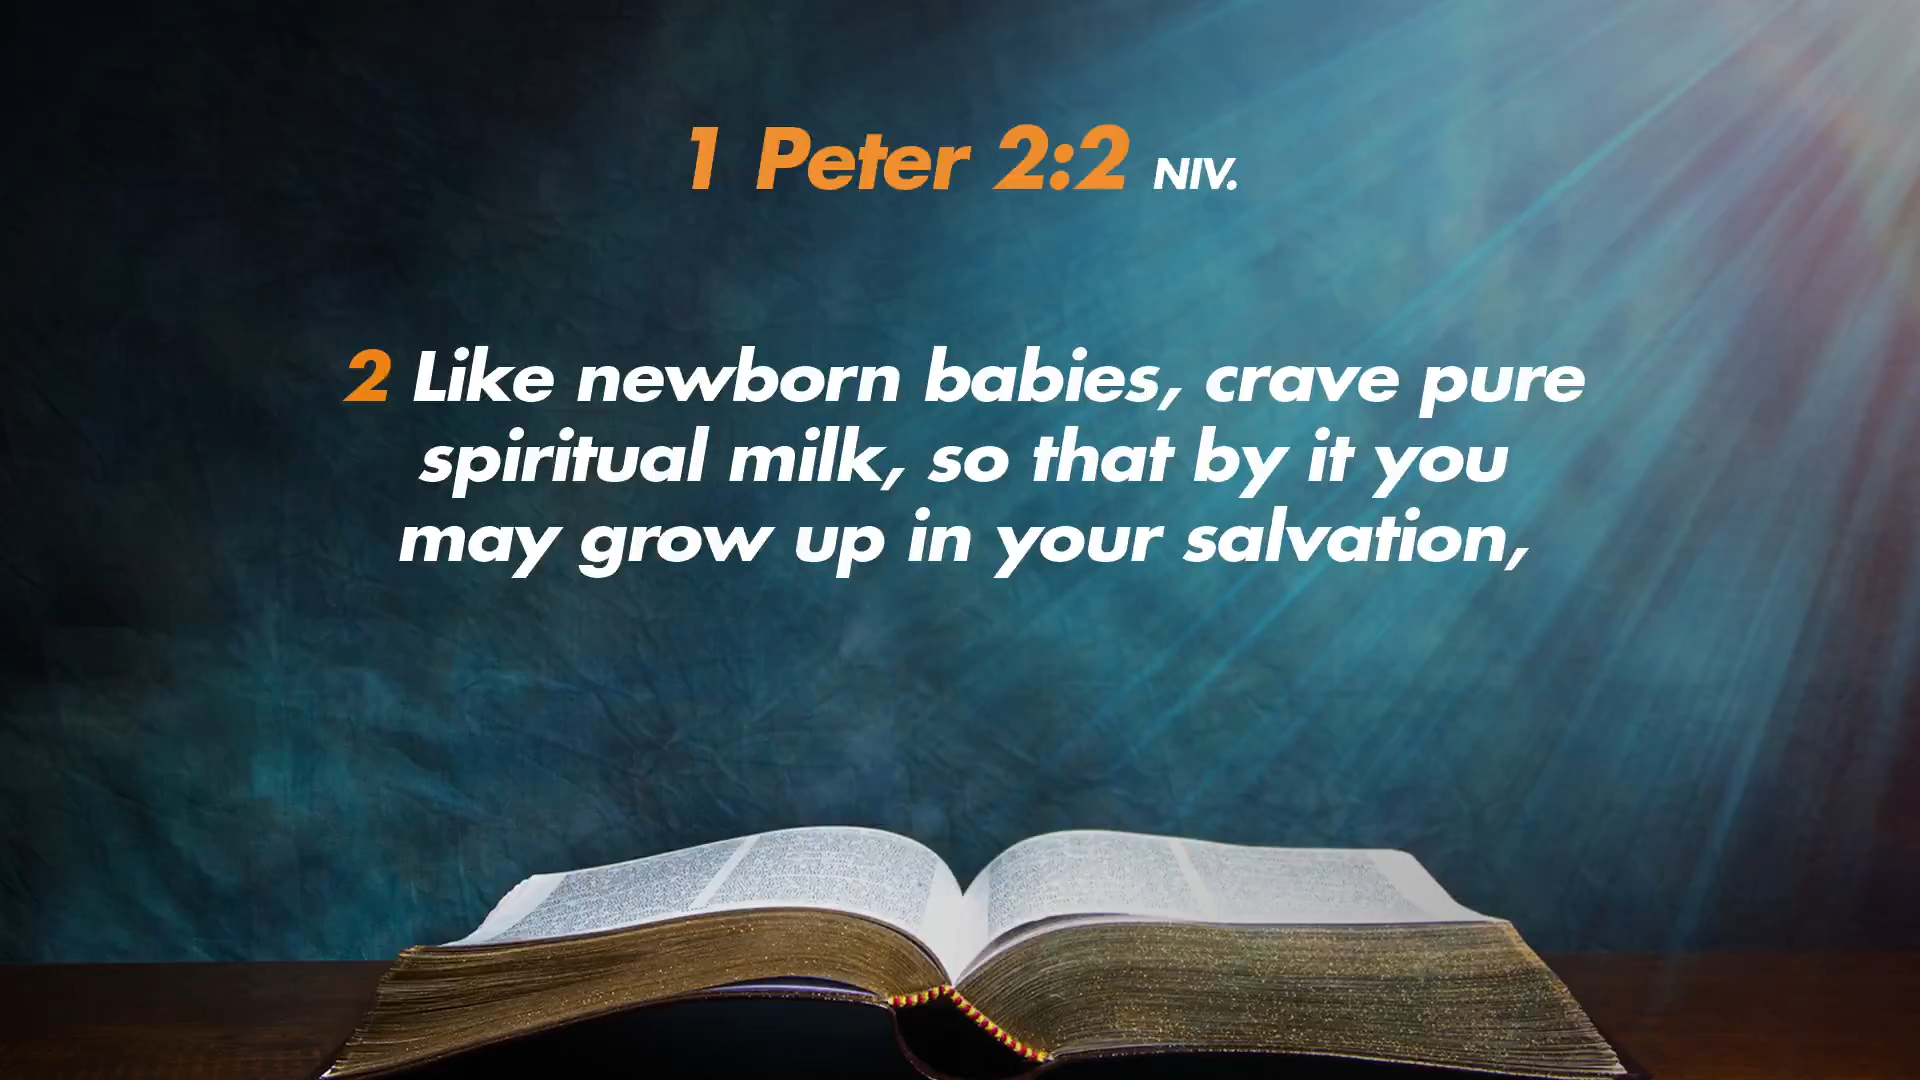 1 Peter 2:2 NIV.
2 Like newborn babies, crave pure
spiritual milk, so that by it you
may grow up in your salvation,